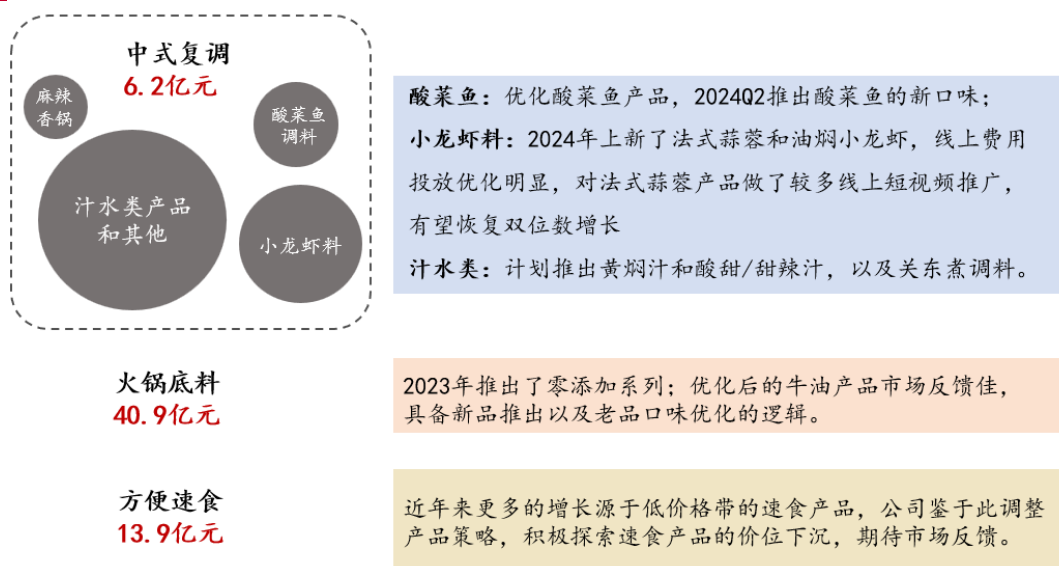 中式复调
6.2亿元
麻辣
香锅
酸菜鱼
调料
汁水类产品
和其他
小龙虾料
酸菜鱼：优化酸菜鱼产品，2024Q2推出酸菜鱼的新口味；
小龙虾料：2024年上新了法式蒜蓉和油焖小龙虾，线上费用
投放优化明显，对法式蒜蓉产品做了较多线上短视频推广，
有望恢复双位数增长
汁水类：计划推出黄焖汁和酸甜/甜辣汁，以及关东煮调料。
火锅底料
40.9亿元
2023年推出了零添加系列；优化后的牛油产品市场反馈佳，
具备新品推出以及老品口味优化的逻辑。
方便速食
13.9亿元
近年来更多的增长源于低价格带的速食产品，公司鉴于此调整
产品策略，积极探索速食产品的价位下沉，期待市场反馈。